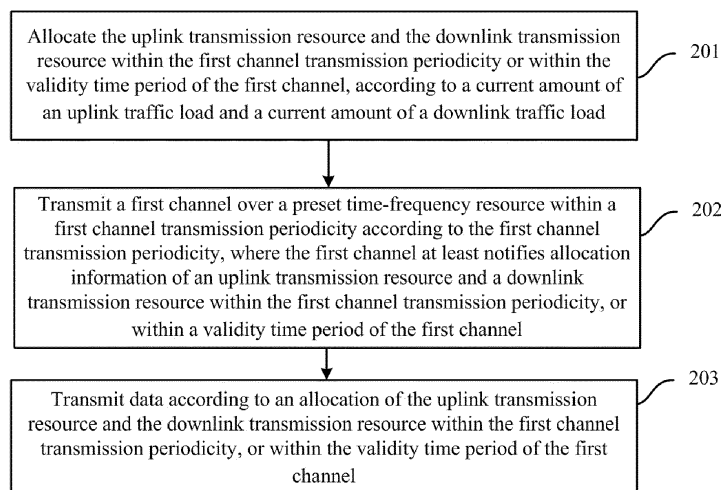 Allocate the uplink transmission resource and the downlink transmission
resource within the first channel transmission periodicity or within the
validity time period of the first channel, according to a current amount of
an uplink traffic load and a current amount of a downlink traffic load
201
Transmit a first channel over a preset time-frequency resource within a
first channel transmission periodicity according to the first channel
transmission periodicity, where the first channel at least notifies allocation
information of an uplink transmission resource and a downlink
transmission resource within the first channel transmission periodicity, or
within a validity time period of the first channel
202
Transmit data according to an allocation of the uplink transmission
resource and the downlink transmission resource within the first channel
transmission periodicity, or within the validity time period of the first
channel
203